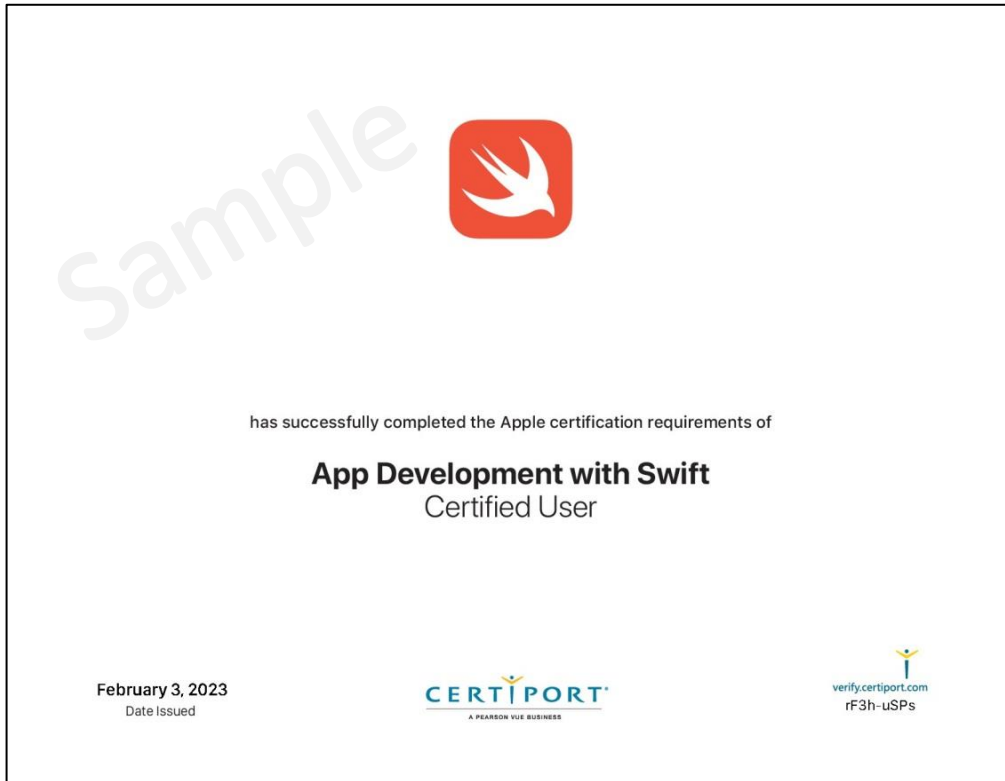 Sample
has successfully completed the Apple certification requirements of
App Development with Swift
Certified User
February 3, 2023
Date Issued
CERTIPORT®
A PEARSON VUE BUSINESS
verify.certiport.com
rF3h-uSPs